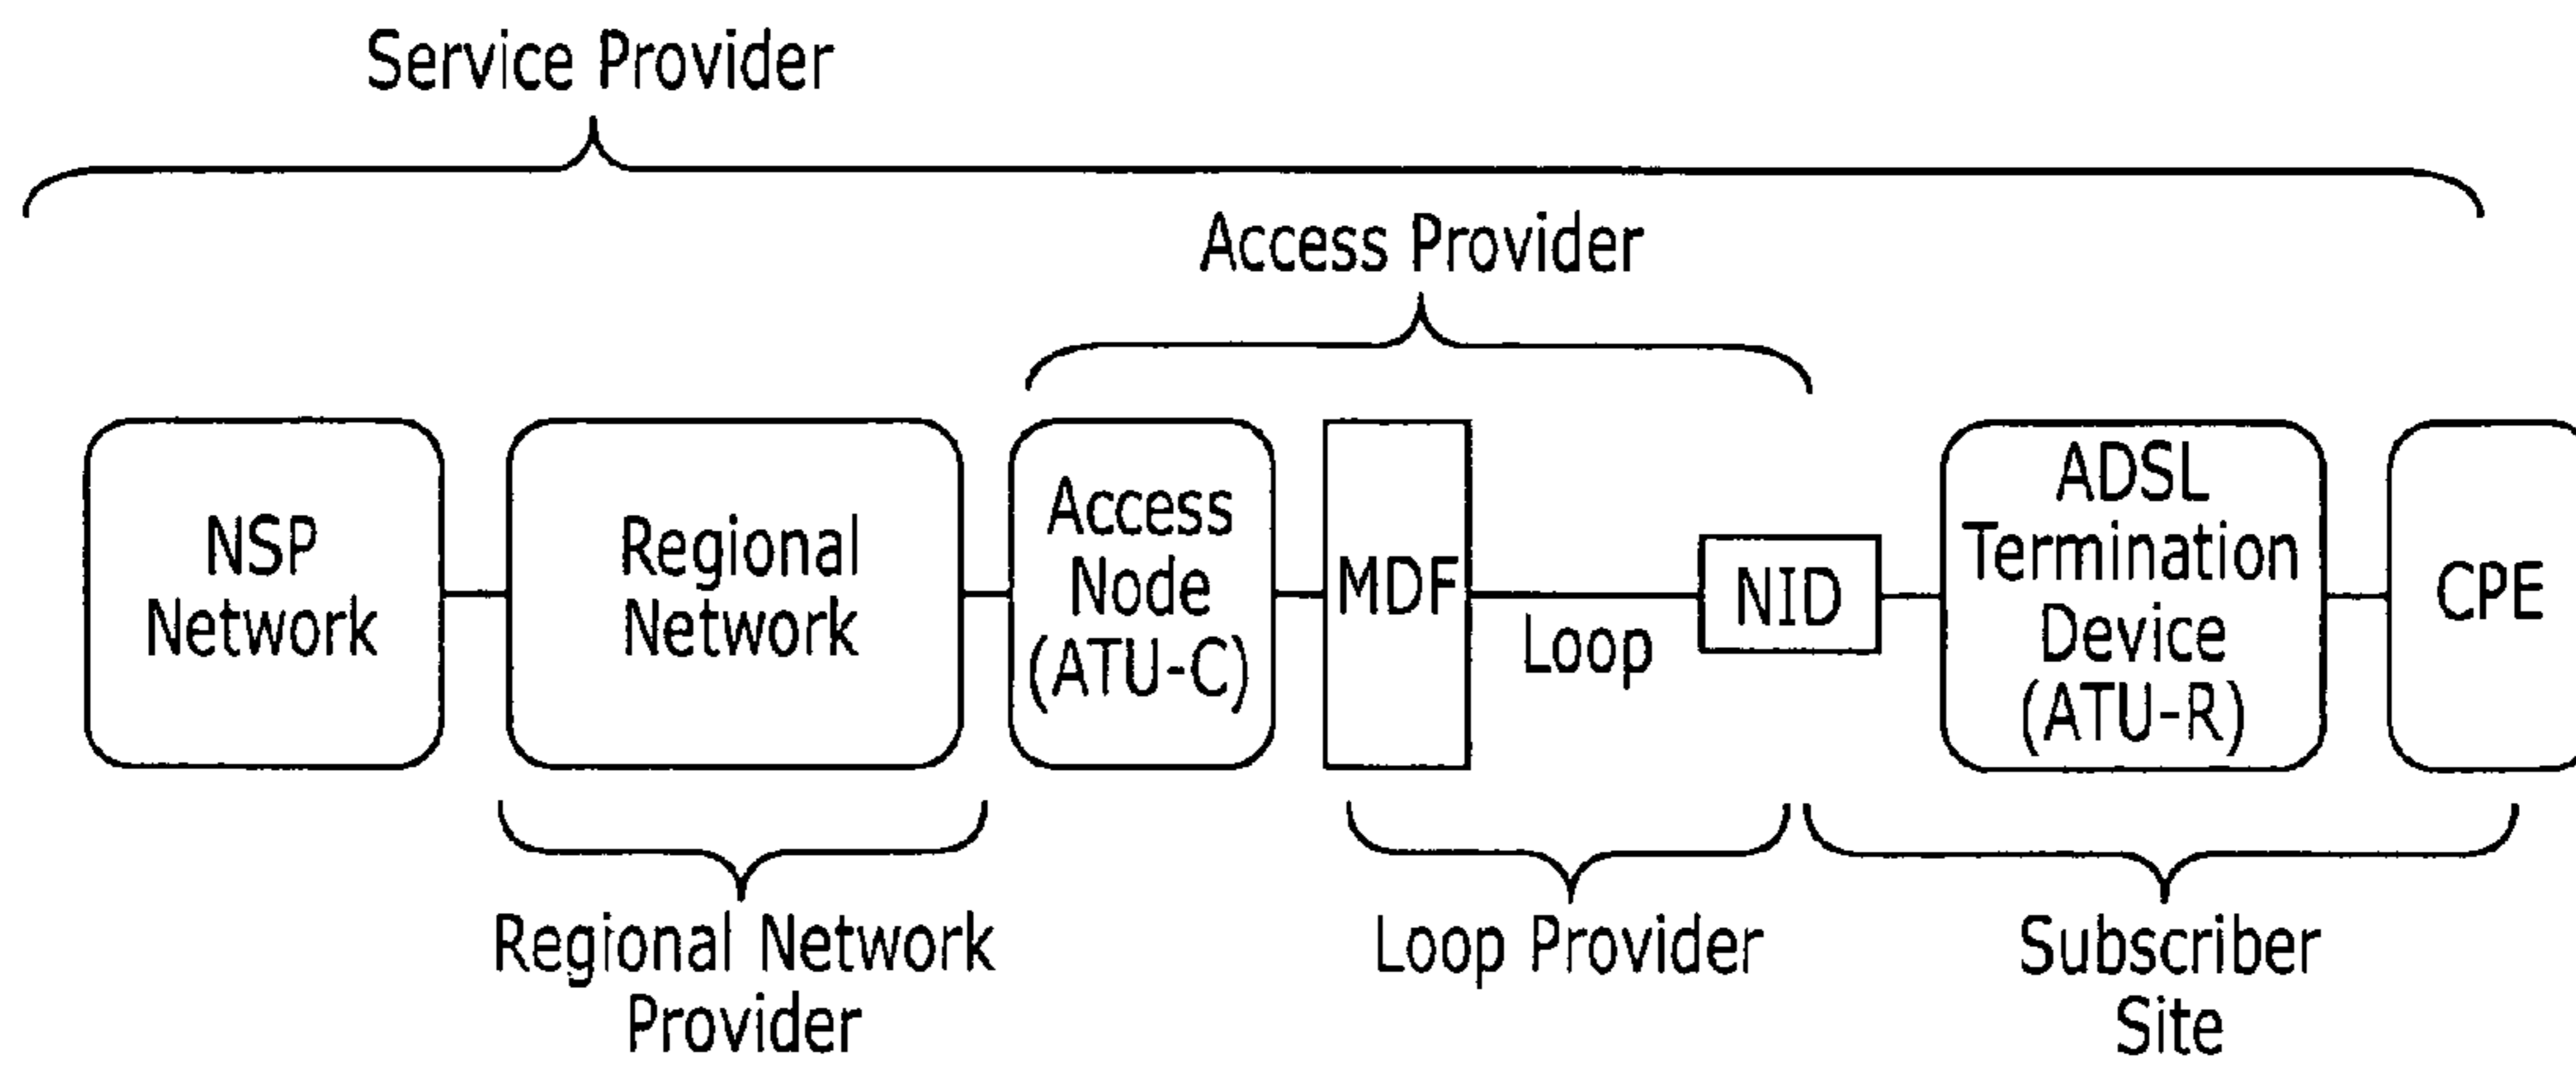 Service Provider
Access Provider
NSP
Network
Regional
Network
Access
Node
(ATU-C)
MDF
Loop
NID
ADSL
Termination
Device
(ATU-R)
CPE
Regional Network
Provider
Loop Provider
Subscriber
Site